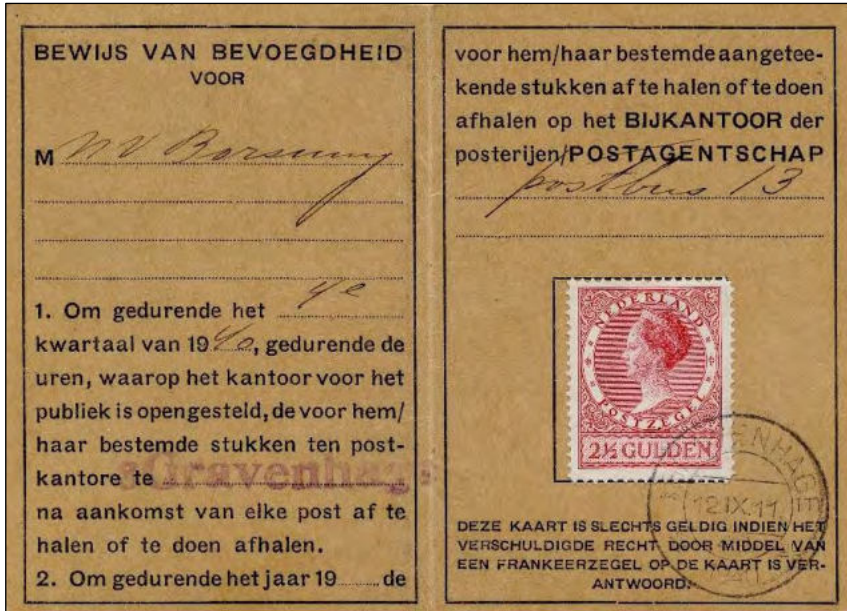 BEWIJS VAN BEVOEGDHEID
VOOR
M NV
1. Om gedurende het 4e
kwartaal van 1940, gedurende de
uren, waarop het kantoor voor het
publiek is opengesteld, de voor hem/
haar bestemde stukken ten post-
kantore te 's Gravenhage
na aankomst van elke post af te
halen of te doen afhalen.
2. Om gedurende het jaar 19 de
voor hem/haar bestemde aangetee-
kende stukken af te halen of te doen
afhalen op het BIJKANTOOR der
posterijen/POSTAGENTSCHAP
postbus 13
NEDERLAND
POSTZEGEL
2½ GULDEN
12 IX.11
DEZE KAART IS SLECHTS GELDIG INDIEN HET
VERSCHULDIGDE RECHT DOOR MIDDEL VAN
EEN FRANKEERZEGEL OP DE KAART IS VER-
ANTWOORD.